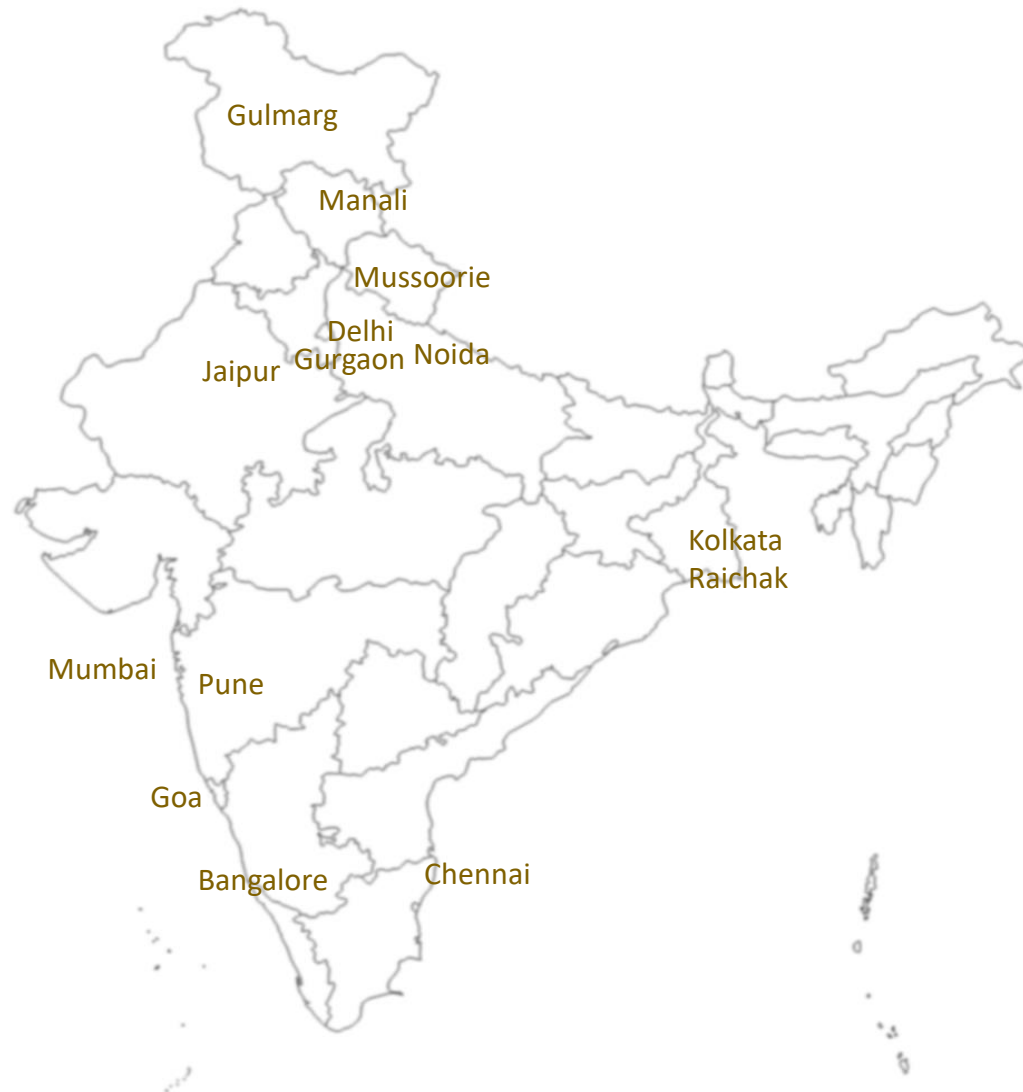 Gulmarg
Manali
Mussoorie
Delhi
Gurgaon
Noida
Jaipur
Kolkata
Raichak
Mumbai
Pune
Goa
Bangalore
Chennai